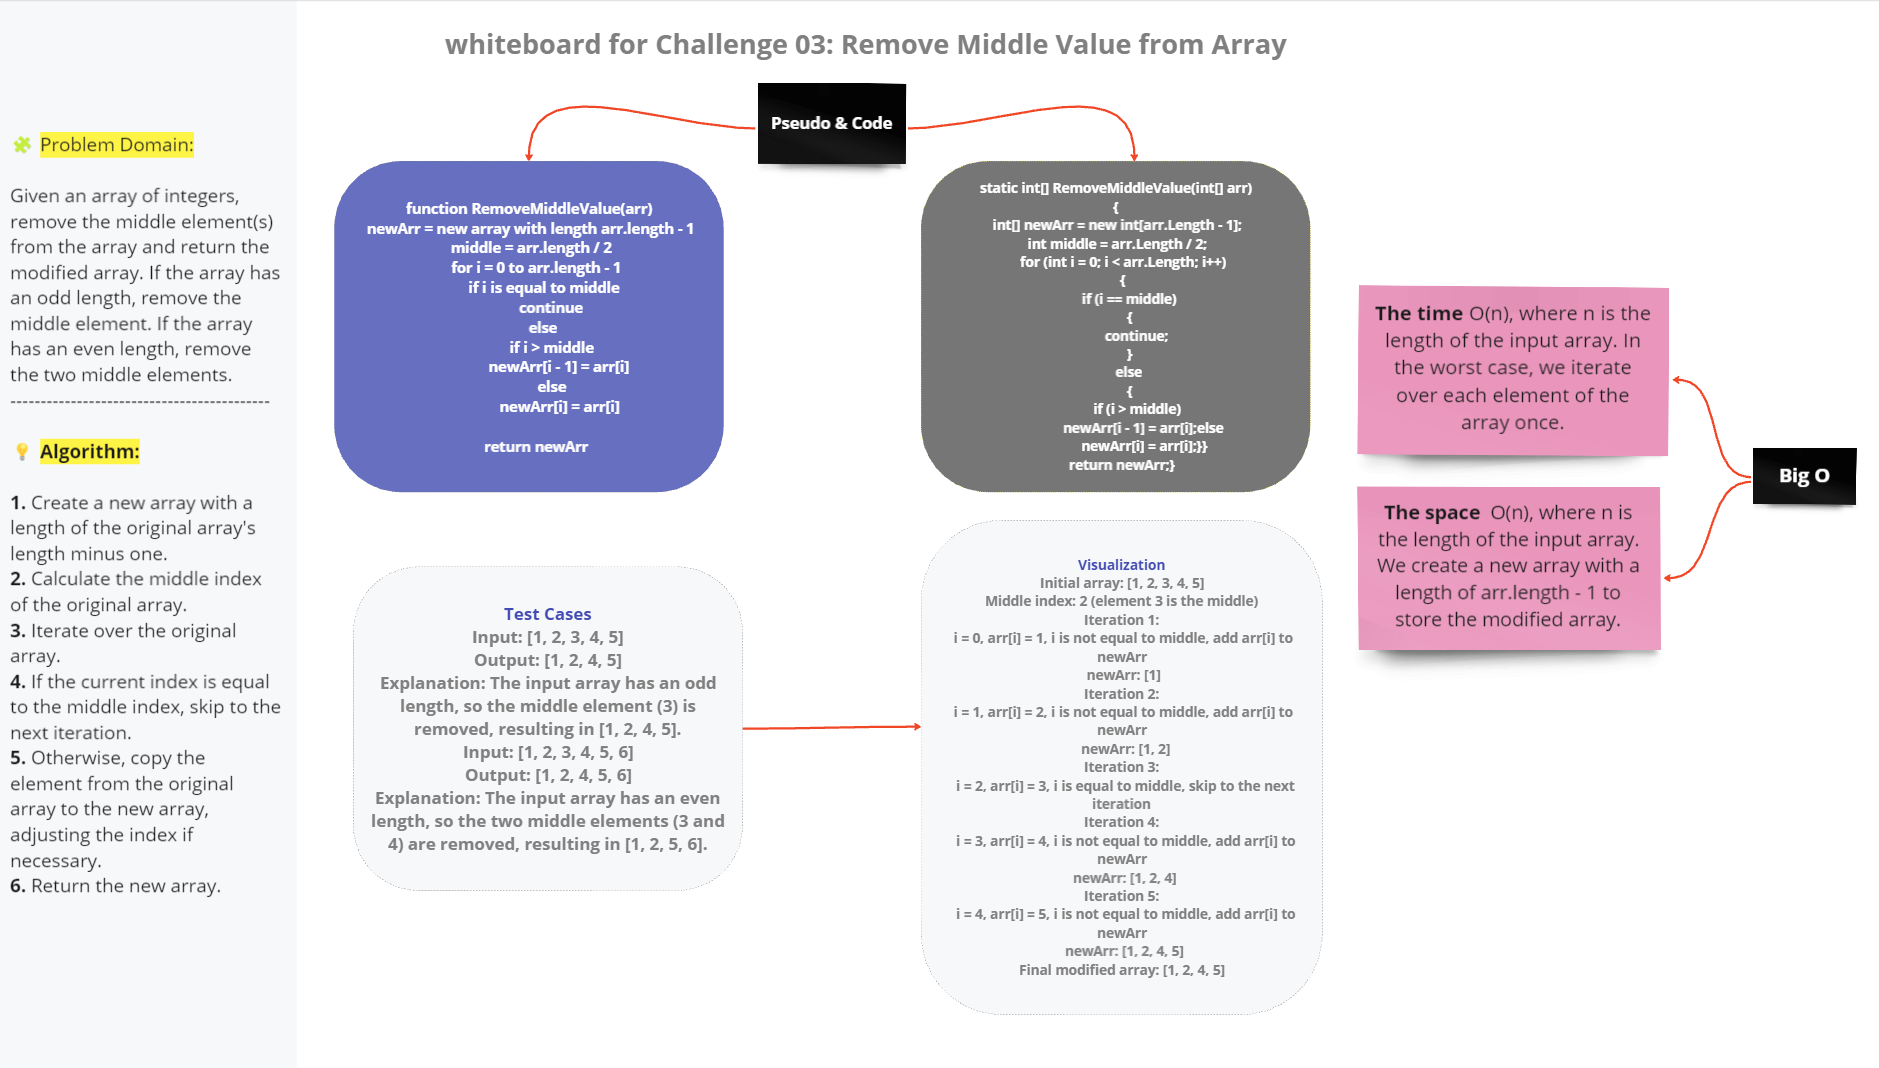 whiteboard for Challenge 03: Remove Middle Value from Array
Problem Domain:
Given an array of integers,
remove the middle element(s)
from the array and return the
modified array. If the array has
an odd length, remove the
middle element. If the array
has an even length, remove
the two middle elements.
-------------------------------------------
Algorithm:
1. Create a new array with a
length of the original array's
length minus one.
2. Calculate the middle index
of the original array.
3. Iterate over the original
array.
4. If the current index is equal
to the middle index, skip to the
next iteration.
5. Otherwise, copy the
element from the original
array to the new array,
adjusting the index if
necessary.
6. Return the new array.
Pseudo & Code
function RemoveMiddleValue(arr)
newArr = new array with length arr.length - 1
middle = arr.length / 2
for i = 0 to arr.length - 1
if i is equal to middle
continue
else
if i > middle
newArr[i - 1] = arr[i]
else
newArr[i] = arr[i]
return newArr
static int[] RemoveMiddleValue(int[] arr)
{
int[] newArr = new int[arr.Length - 1];
int middle = arr.Length / 2;
for (int i = 0; i < arr.Length; i++)
{
if (i == middle)
{
continue;
}
else
{
if (i > middle)
newArr[i - 1] = arr[i];else
newArr[i] = arr[i];}}
return newArr;}
Test Cases
Input: [1, 2, 3, 4, 5]
Output: [1, 2, 4, 5]
Explanation: The input array has an odd
length, so the middle element (3) is
removed, resulting in [1, 2, 4, 5].
Input: [1, 2, 3, 4, 5, 6]
Output: [1, 2, 4, 5, 6]
Explanation: The input array has an even
length, so the two middle elements (3 and
4) are removed, resulting in [1, 2, 5, 6].
Visualization
Initial array: [1, 2, 3, 4, 5]
Middle index: 2 (element 3 is the middle)
Iteration 1:
i = 0, arr[i] = 1, i is not equal to middle, add arr[i] to
newArr
newArr: [1]
Iteration 2:
i = 1, arr[i] = 2, i is not equal to middle, add arr[i] to
newArr
newArr: [1, 2]
Iteration 3:
i = 2, arr[i] = 3, i is equal to middle, skip to the next
iteration
Iteration 4:
i = 3, arr[i] = 4, i is not equal to middle, add arr[i] to
newArr
newArr: [1, 2, 4]
Iteration 5:
i = 4, arr[i] = 5, i is not equal to middle, add arr[i] to
newArr
newArr: [1, 2, 4, 5]
Final modified array: [1, 2, 4, 5]
The time O(n), where n is the
length of the input array. In
the worst case, we iterate
over each element of the
array once.
The space O(n), where n is
the length of the input array.
We create a new array with a
length of arr.length - 1 to
store the modified array.
Big O